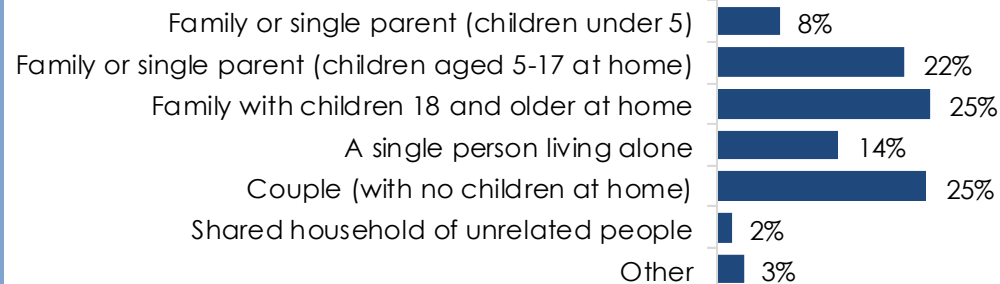 Family or single parent (children under 5) 8%
Family or single parent (children aged 5-17 at home) 22%
Family with children 18 and older at home 25%
A single person living alone 14%
Couple (with no children at home) 25%
Shared household of unrelated people 2%
Other 3%